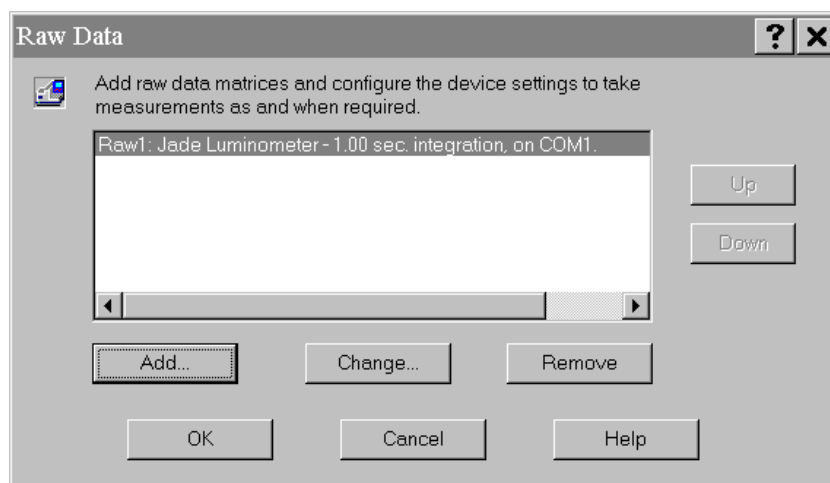 Raw Data
Add raw data matrices and configure the device settings to take
measurements as and when required.
Raw1: Jade Luminometer - 1.00 sec. integration, on COM1.
Up
Down
Add...
Change...
Remove
OK
Cancel
Help